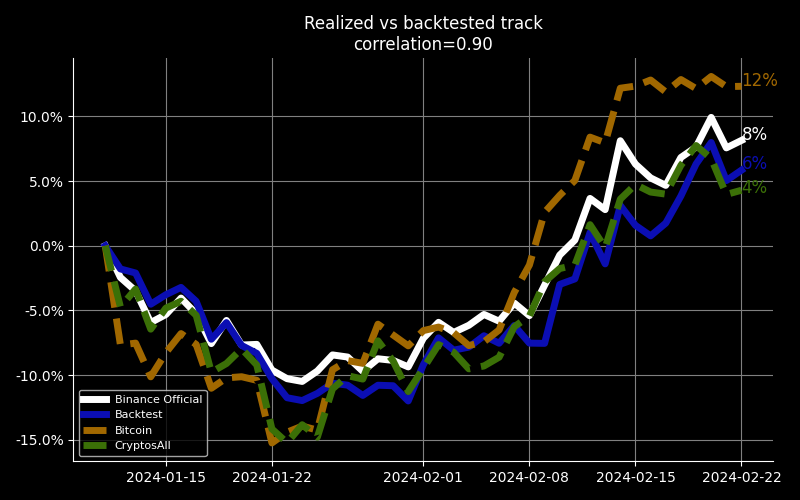 Realized vs backtested track
correlation=0.90
12%
10.0%
8%
6%
5.0%
4%
0.0%
-5.0%
-10.0%
-15.0%
Binance Official
Backtest
Bitcoin
CryptosAll
2024-01-15
2024-01-22
2024-02-01
2024-02-08
2024-02-15
2024-02-22